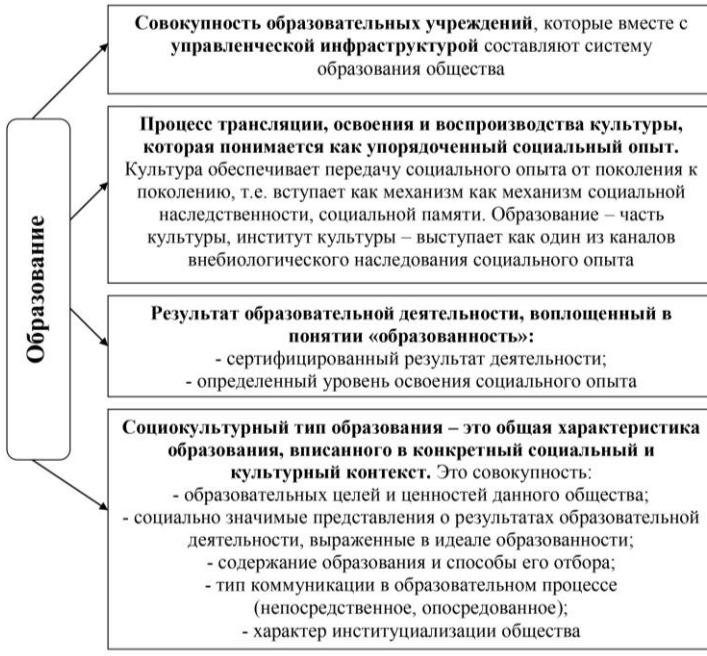 Образование
Совокупность образовательных учреждений, которые вместе с
управленческой инфраструктурой составляют систему
образования общества
Процесс трансляции, освоения и воспроизводства культуры,
которая понимается как упорядоченный социальный опыт.
Культура обеспечивает передачу социального опыта от поколения к
поколению, т.е. вступает как механизм как механизм социальной
наследственности, социальной памяти. Образование – часть
культуры, институт культуры – выступает как один из каналов
внебиологического наследования социального опыта
Результат образовательной деятельности, воплощенный в
понятии «образованность»:
- сертифицированный результат деятельности;
- определенный уровень освоения социального опыта
Социокультурный тип образования – это общая характеристика
образования, вписанного в конкретный социальный и
культурный контекст. Это совокупность:
- образовательных целей и ценностей данного общества;
- социально значимые представления о результатах образовательной
деятельности, выраженные в идеале образованности;
- содержание образования и способы его отбора;
- тип коммуникации в образовательном процессе
(непосредственное, опосредованное);
- характер институциализации общества